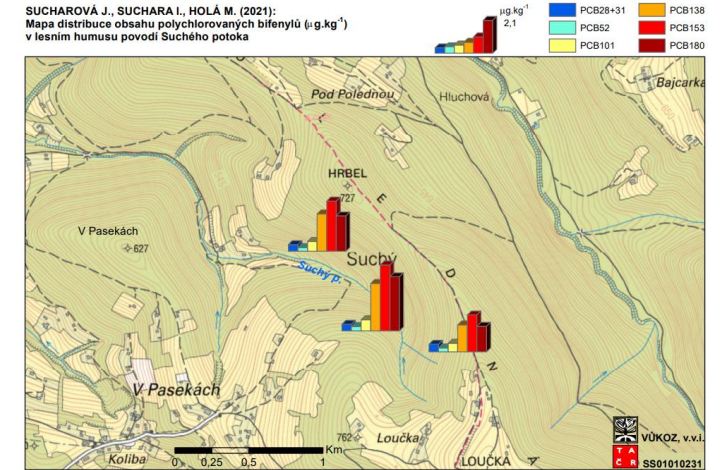 SUCHAROVÁ J., SUCHARA I., HOLÁ M. (2021):
Mapa distribuce obsahu polychlorovaných bifenylů (μg.kg-1)
v lesním humusu povodí Suchého potoka
μg.kg-1
2,1
PCB28+31
PCB52
PCB101
PCB138
PCB153
PCB180
Pod Polednou
Hluchová
Bajcarka
HRBEL
727
E
V Pasekách
627
Suchý
Suchý p.
D
N
V Pasekách
762
Loučka
Koliba
LOUČKA
A
Km
0 0,25 0,5 1
VÚKOZ, v.v.i.
T A
Č R
SS01010231